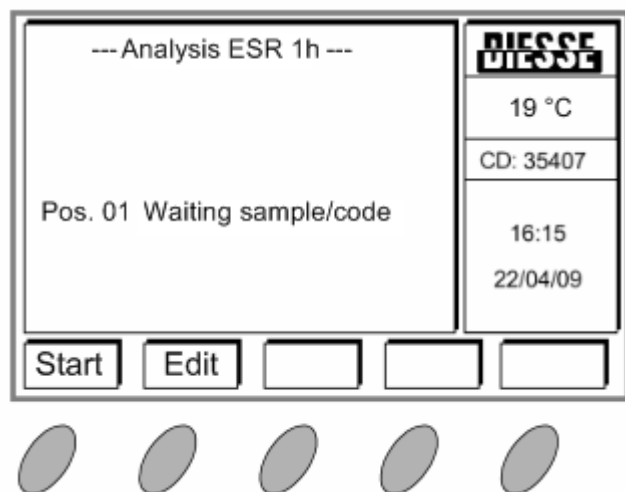 --- Analysis ESR 1h ---
Pos. 01 Waiting sample/code
DIESSE
19 °C
CD: 35407
16:15
22/04/09
Start
Edit